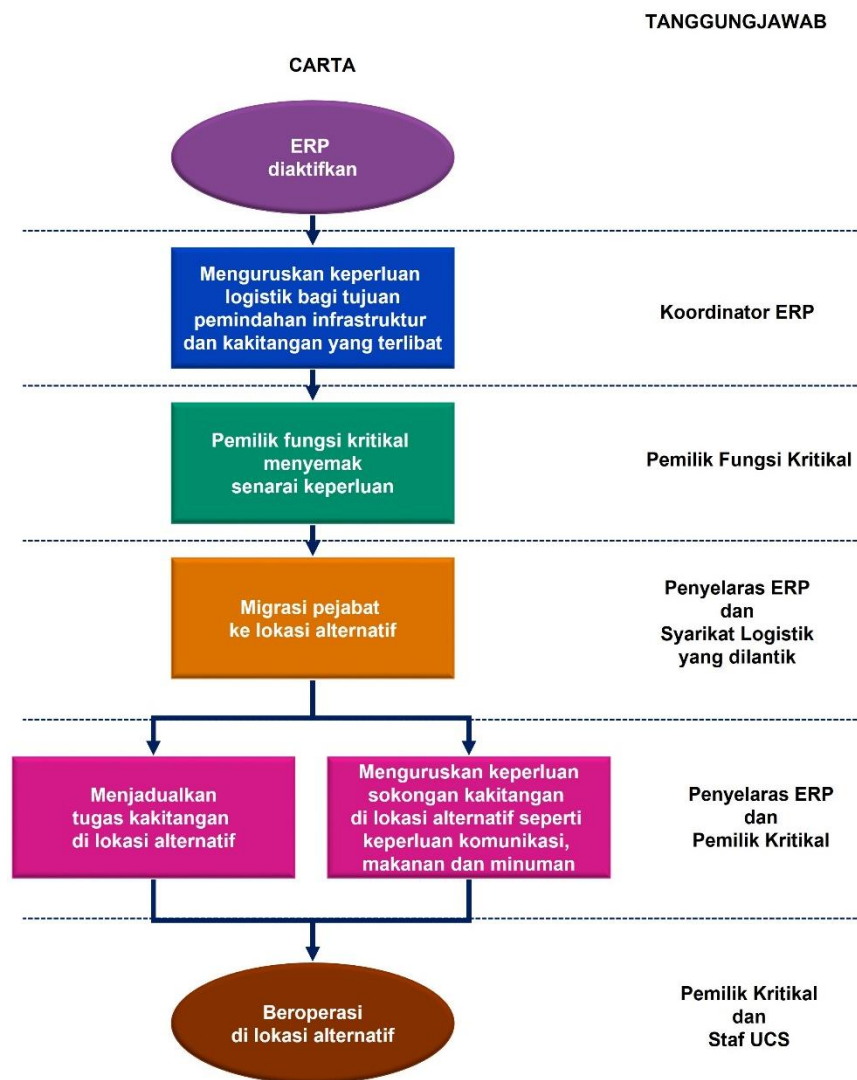 TANGGUNGJAWAB
CARTA
ERP
diaktifkan
Menguruskan keperluan
logistik bagi tujuan
pemindahan infrastruktur
dan kakitangan yang terlibat
Koordinator ERP
Pemilik fungsi kritikal
menyemak
senarai keperluan
Pemilik Fungsi Kritikal
Migrasi pejabat
ke lokasi alternatif
Penyelaras ERP
dan
Syarikat Logistik
yang dilantik
Menjadualkan
tugas kakitangan
di lokasi alternatif
Menguruskan keperluan
sokongan kakitangan
di lokasi alternatif seperti
keperluan komunikasi,
makanan dan minuman
Penyelaras ERP
dan
Pemilik Kritikal
Beroperasi
di lokasi alternatif
Pemilik Kritikal
dan
Staf UCS